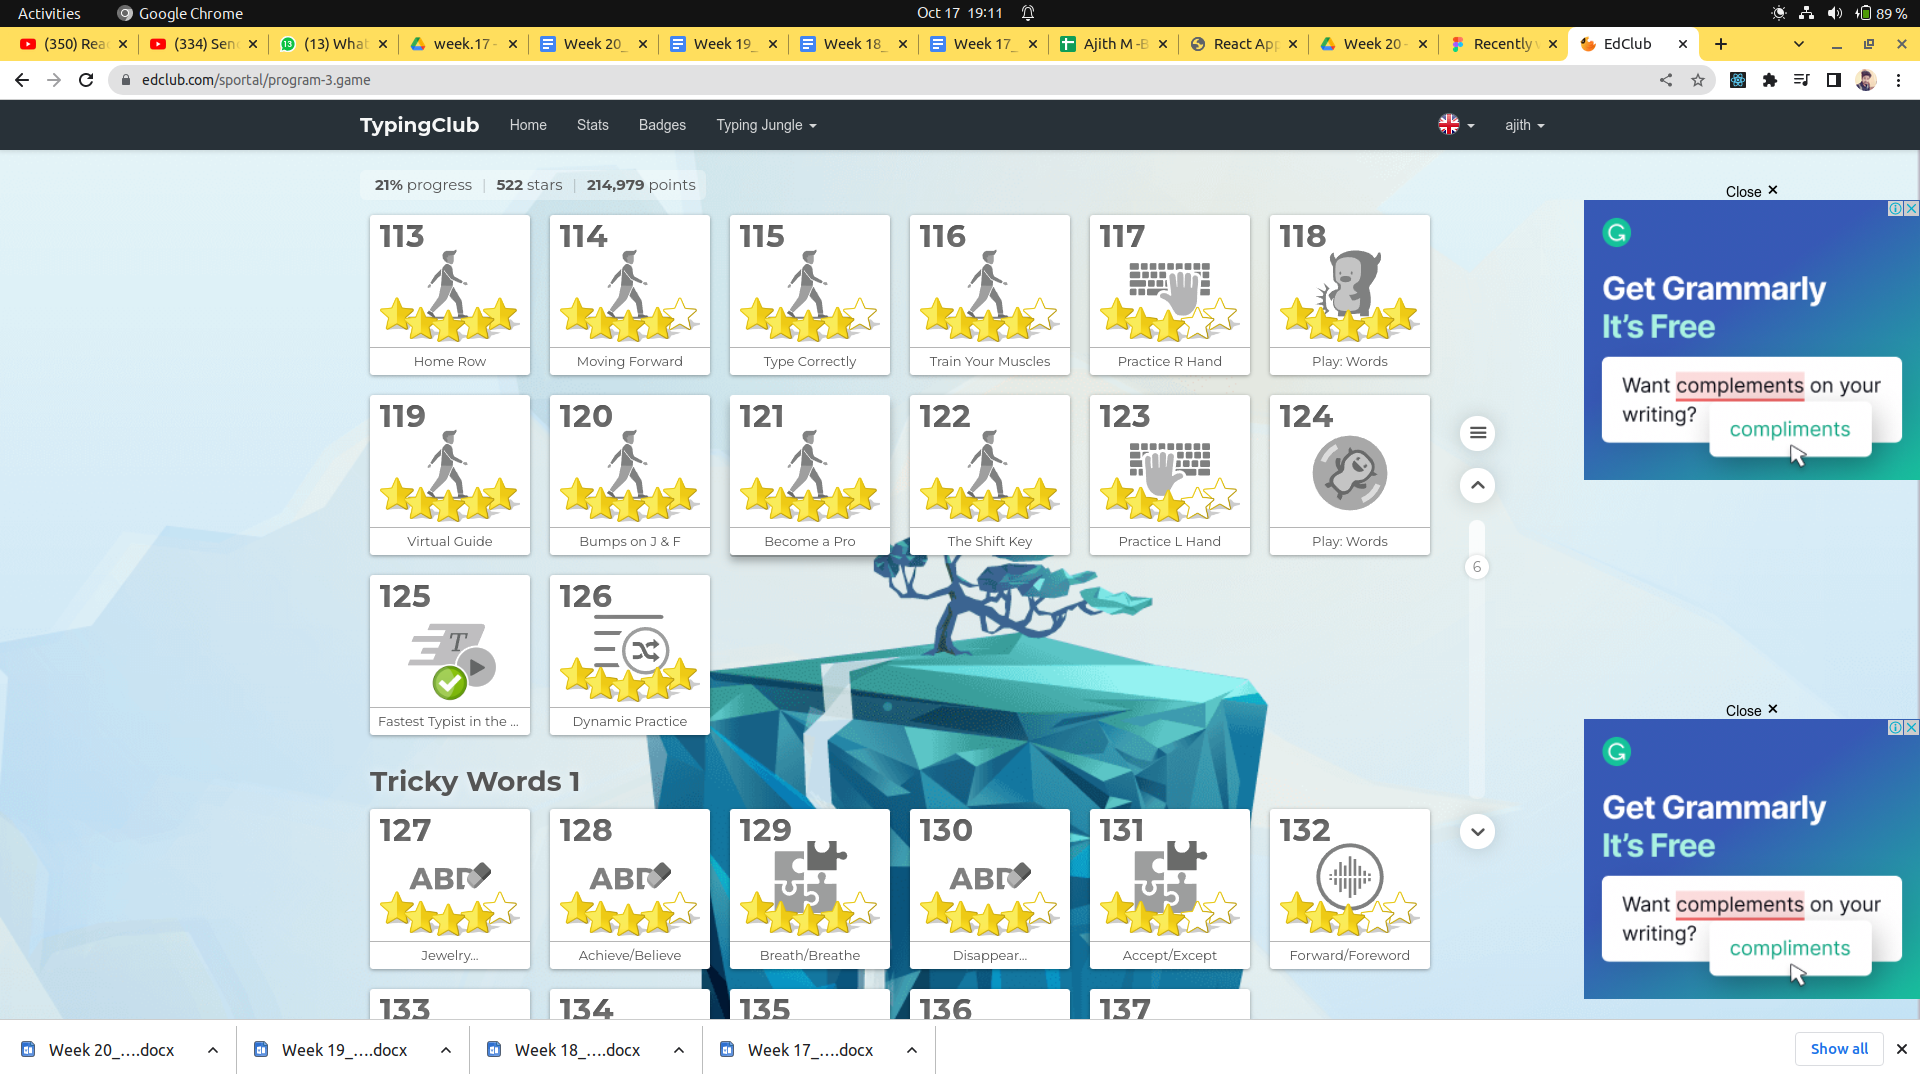 Activities Google Chrome Oct 17 19:11 89 %
(350) Rea (334) Sen (13) What week.17 - Week 20_ Week 19_ Week 18_ Week 17_ Ajith M -B React App Week 20 - Recently EdClub
edclub.com/sportal/program-3.game
TypingClub Home Stats Badges Typing Jungle ajith
21% progress | 522 stars | 214,979 points
113 114 115 116 117 118
Home Row Moving Forward Type Correctly Train Your Muscles Practice R Hand Play: Words
119 120 121 122 123 124
Virtual Guide Bumps on J & F Become a Pro The Shift Key Practice L Hand Play: Words
6
125 126
T
Fastest Typist in the ... Dynamic Practice
Tricky Words 1
127 128 129 130 131 132
ABD ABD ABD
Jewelry... Achieve/Believe Breath/Breathe Disappear... Accept/Except Forward/Foreword
133 134 135 136 137
Close
G
Get Grammarly
It's Free
Want complements on your
writing?
compliments
Close
G
Get Grammarly
It's Free
Want complements on your
writing?
compliments
Week 20_....docx Week 19_....docx Week 18_....docx Week 17_....docx Show all